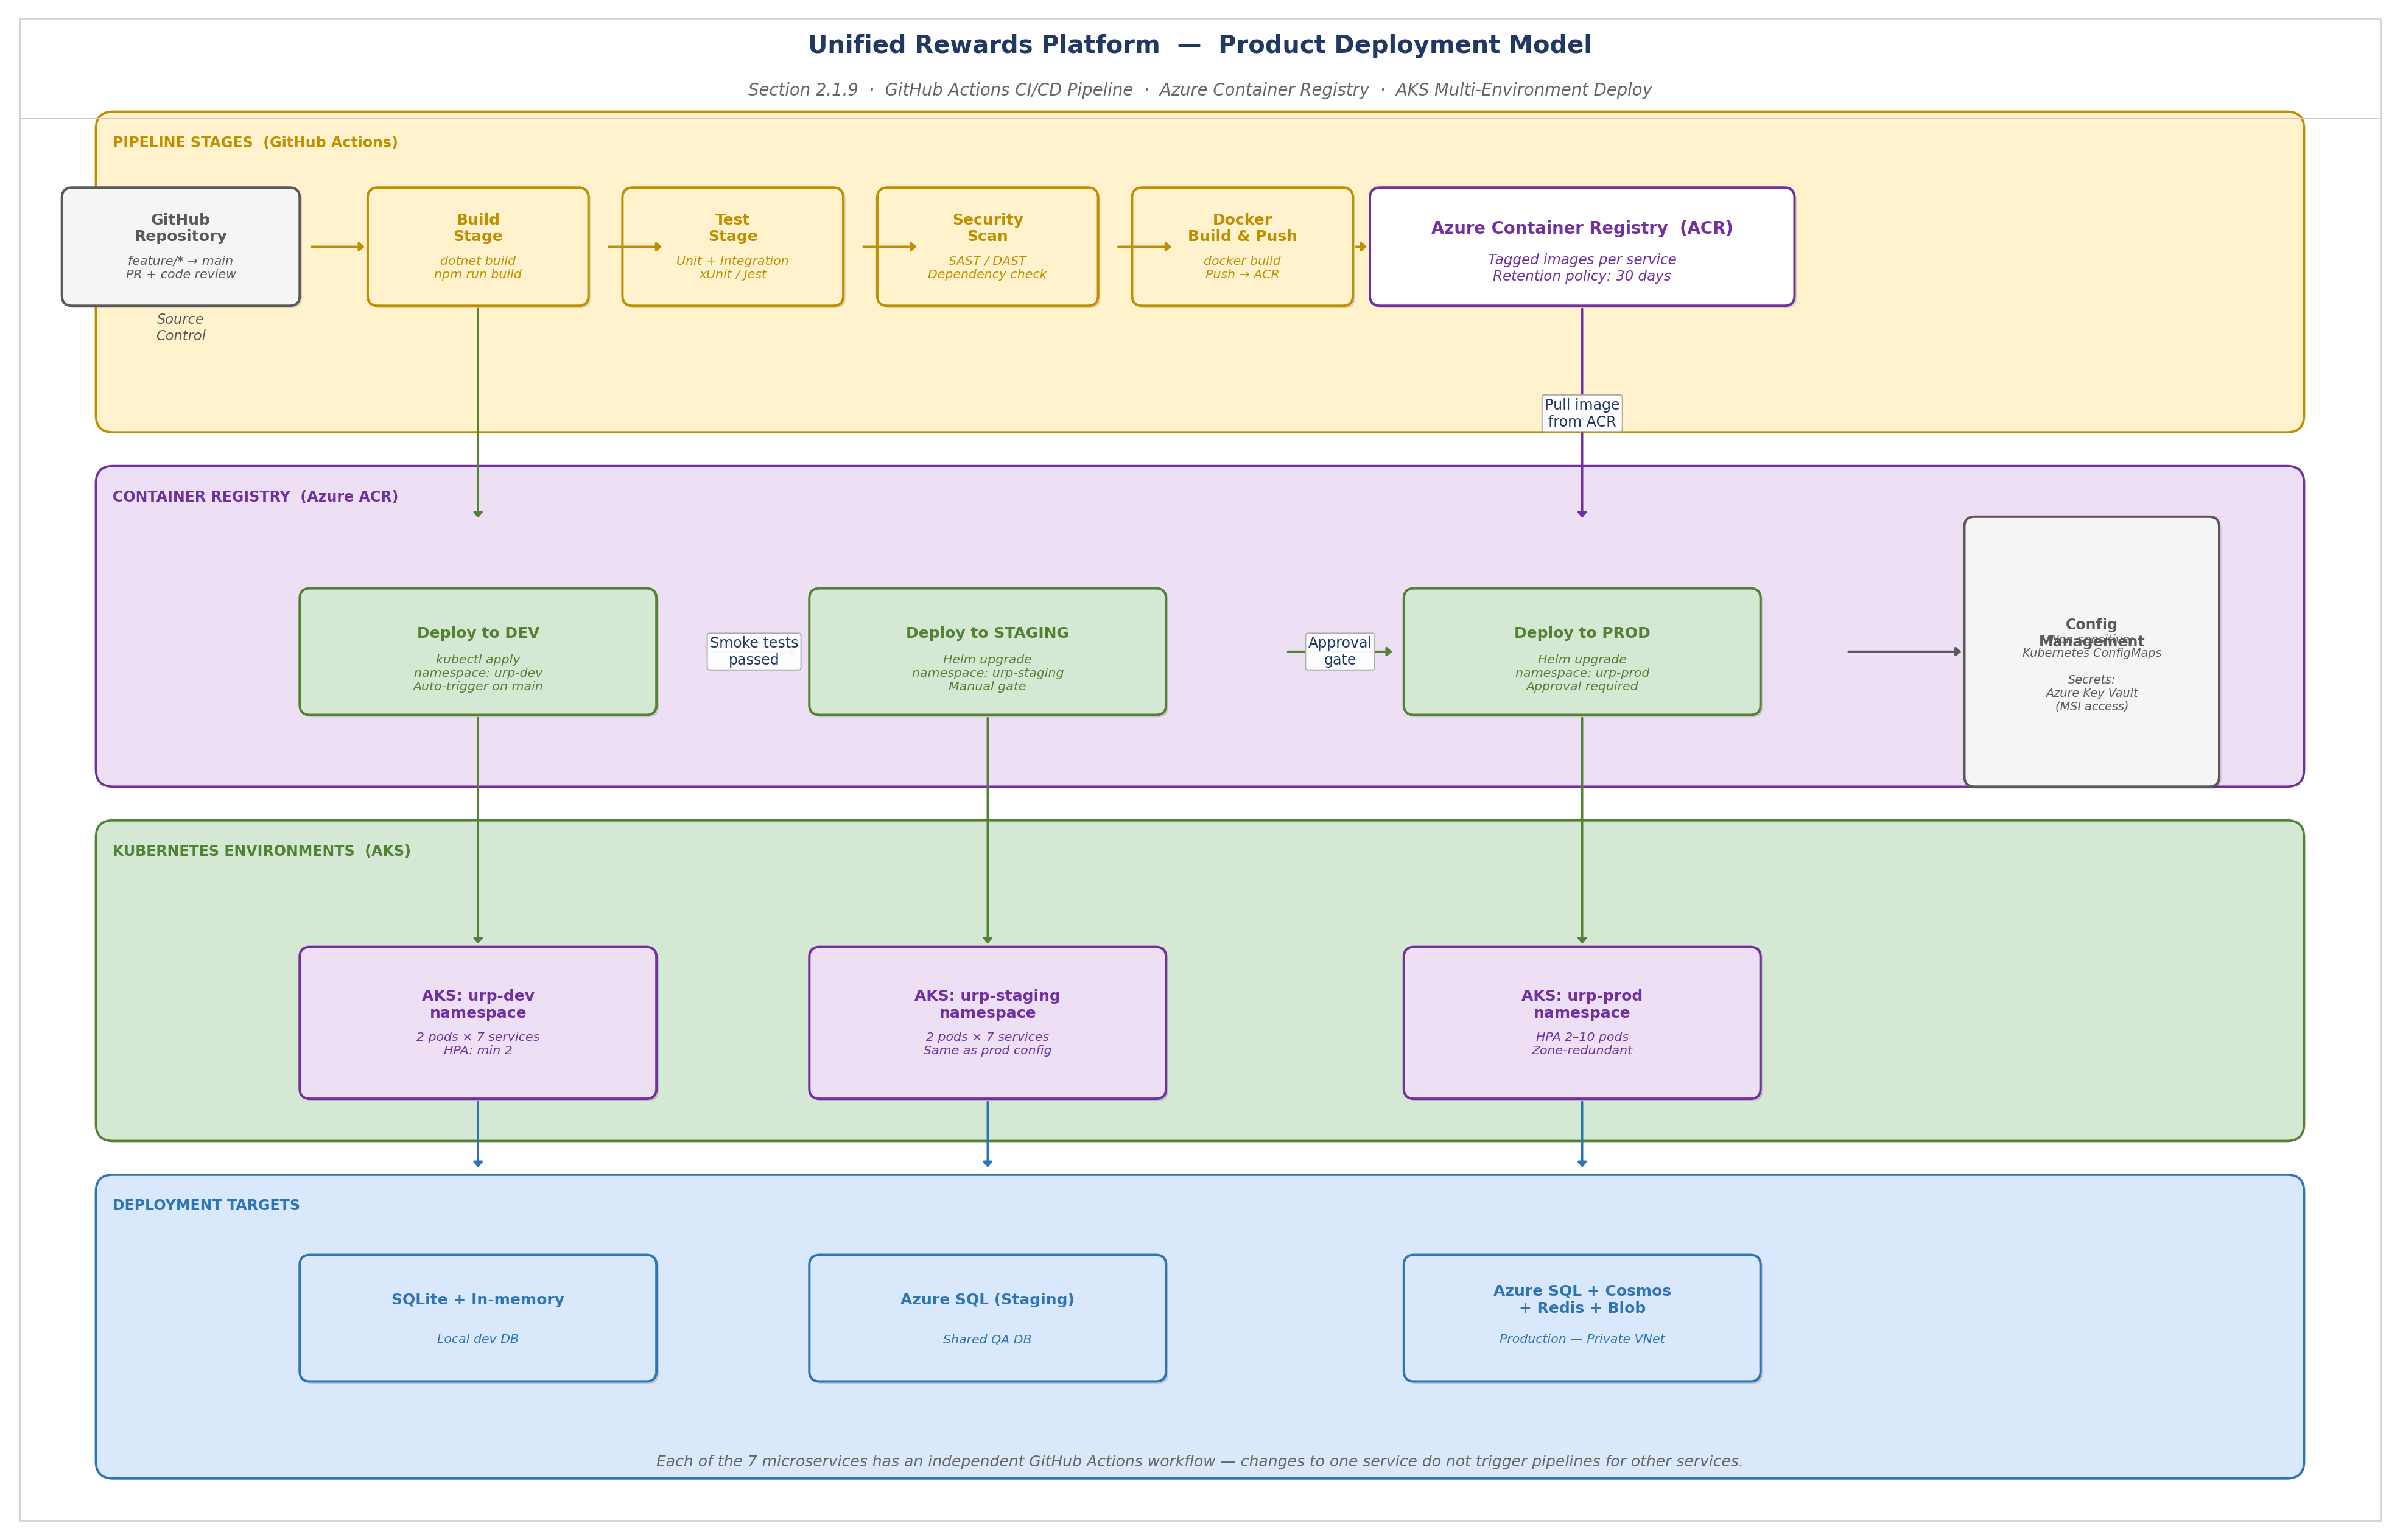 Unified Rewards Platform — Product Deployment Model
Section 2.1.9 · GitHub Actions CI/CD Pipeline · Azure Container Registry · AKS Multi-Environment Deploy
PIPELINE STAGES (GitHub Actions)
GitHub
Repository
feature/* → main
PR + code review
Source
Control
Build
Stage
dotnet build
npm run build
Test
Stage
Unit + Integration
xUnit / Jest
Security
Scan
SAST / DAST
Dependency check
Docker
Build & Push
docker build
Push → ACR
Azure Container Registry (ACR)
Tagged images per service
Retention policy: 30 days
Pull image
from ACR
CONTAINER REGISTRY (Azure ACR)
Deploy to DEV
kubectl apply
namespace: urp-dev
Auto-trigger on main
Smoke tests
passed
Deploy to STAGING
Helm upgrade
namespace: urp-staging
Manual gate
Approval
gate
Deploy to PROD
Helm upgrade
namespace: urp-prod
Approval required
Config
Management
Non-sensitive:
Kubernetes ConfigMaps
Secrets:
Azure Key Vault
(MSI access)
KUBERNETES ENVIRONMENTS (AKS)
AKS: urp-dev
namespace
2 pods × 7 services
HPA: min 2
AKS: urp-staging
namespace
2 pods × 7 services
Same as prod config
AKS: urp-prod
namespace
HPA 2–10 pods
Zone-redundant
DEPLOYMENT TARGETS
SQLite + In-memory
Local dev DB
Azure SQL (Staging)
Shared QA DB
Azure SQL + Cosmos
+ Redis + Blob
Production — Private VNet
Each of the 7 microservices has an independent GitHub Actions workflow — changes to one service do not trigger pipelines for other services.